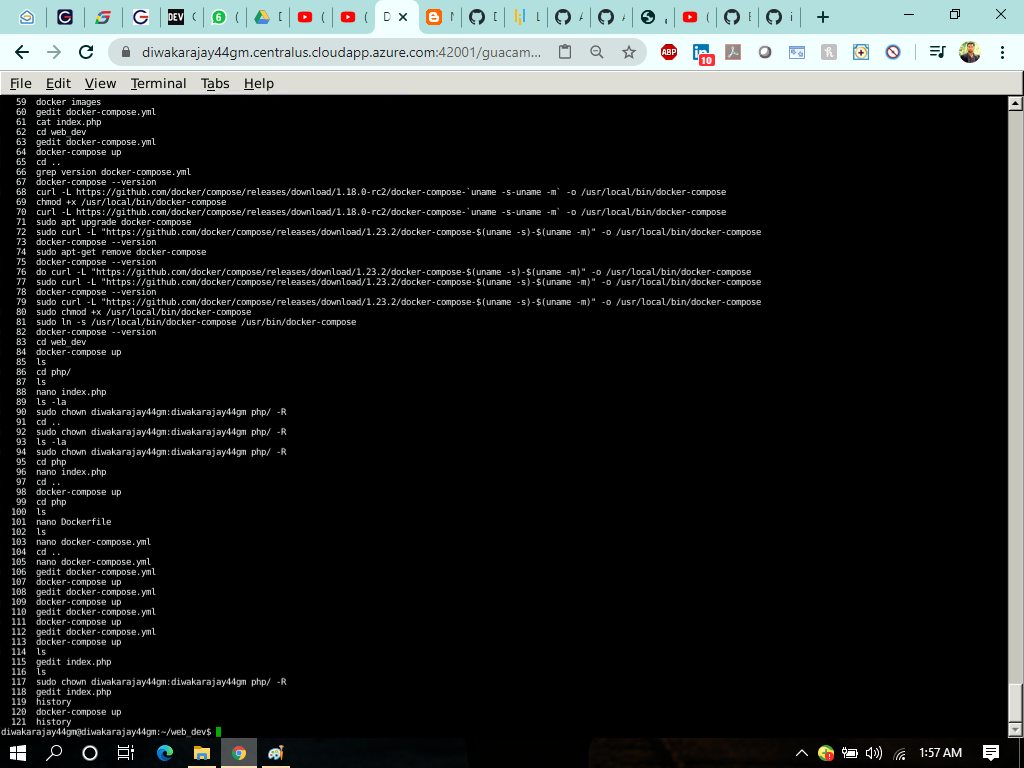 DEV
6
diwakarajay44gm.centralus.cloudapp.azure.com:42001/guacam...
ABP
10
File Edit View Terminal Tabs Help
59 docker images
60 gedit docker-compose.yml
61 cat index.php
62 cd web_dev
63 gedit docker-compose.yml
64 docker-compose up
65 cd ..
66 grep version docker-compose.yml
67 docker-compose --version
68 curl -L https://github.com/docker/compose/releases/download/1.18.0-rc2/docker-compose-`uname -s-uname -m` -o /usr/local/bin/docker-compose
69 chmod +x /usr/local/bin/docker-compose
70 curl -L https://github.com/docker/compose/releases/download/1.18.0-rc2/docker-compose-`uname -s-uname -m` -o /usr/local/bin/docker-compose
71 sudo apt upgrade docker-compose
72 sudo curl -L "https://github.com/docker/compose/releases/download/1.23.2/docker-compose-$(uname -s)-$(uname -m)" -o /usr/local/bin/docker-compose
73 docker-compose --version
74 sudo apt-get remove docker-compose
75 docker-compose --version
76 do curl -L "https://github.com/docker/compose/releases/download/1.23.2/docker-compose-$(uname -s)-$(uname -m)" -o /usr/local/bin/docker-compose
77 sudo curl -L "https://github.com/docker/compose/releases/download/1.23.2/docker-compose-$(uname -s)-$(uname -m)" -o /usr/local/bin/docker-compose
78 docker-compose --version
79 sudo curl -L "https://github.com/docker/compose/releases/download/1.23.2/docker-compose-$(uname -s)-$(uname -m)" -o /usr/local/bin/docker-compose
80 sudo chmod +x /usr/local/bin/docker-compose
81 sudo ln -s /usr/local/bin/docker-compose /usr/bin/docker-compose
82 docker-compose --version
83 cd web_dev
84 docker-compose up
85 ls
86 cd php/
87 ls
88 nano index.php
89 ls -la
90 sudo chown diwakarajay44gm:diwakarajay44gm php/ -R
91 cd ..
92 sudo chown diwakarajay44gm:diwakarajay44gm php/ -R
93 ls -la
94 sudo chown diwakarajay44gm:diwakarajay44gm php/ -R
95 cd php
96 nano index.php
97 cd ..
98 docker-compose up
99 cd php
100 ls
101 nano Dockerfile
102 ls
103 nano docker-compose.yml
104 cd ..
105 nano docker-compose.yml
106 gedit docker-compose.yml
107 docker-compose up
108 gedit docker-compose.yml
109 docker-compose up
110 gedit docker-compose.yml
111 docker-compose up
112 gedit docker-compose.yml
113 docker-compose up
114 ls
115 gedit index.php
116 ls
117 sudo chown diwakarajay44gm:diwakarajay44gm php/ -R
118 gedit index.php
119 history
120 docker-compose up
121 history
diwakarajay44gm@diwakarajay44gm:~/web_dev$
1:57 AM